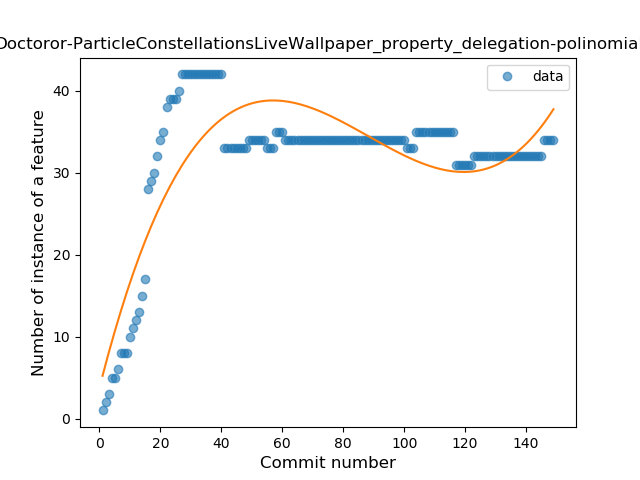 Doctoror-ParticleConstellationsLiveWallpaper_property_delegation-polinomia
data
Number of instance of a feature
40
30
20
10
0
0 20 40 60 80 100 120 140
Commit number